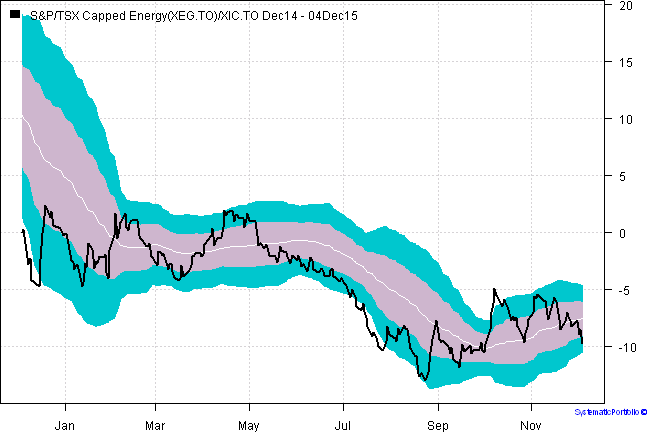 S&P/TSX Capped Energy(XEG.TO)/XIC.TO Dec14 - 04Dec15
20
15
10
5
0
-5
-10
Jan Mar May Jul Sep Nov
SystematicPortfolio ©